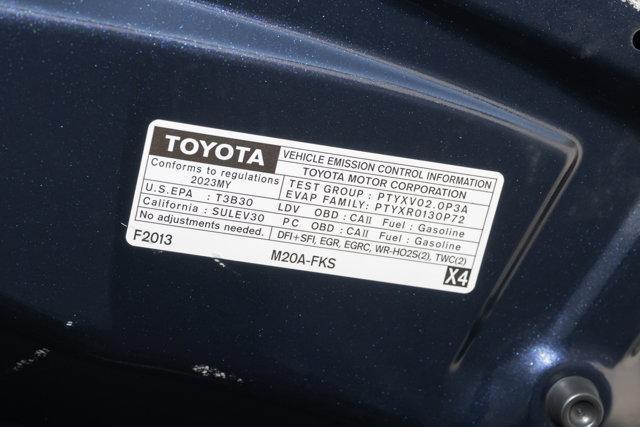 TOYOTA
VEHICLE EMISSION CONTROL INFORMATION
TOYOTA MOTOR CORPORATION
Conforms to regulations
2023MY
TEST GROUP : PTYXV02.0P3A
EVAP FAMILY: PTYXR0130P72
U.S.EPA : T3B30 LDV OBD : CAII Fuel : Gasoline
California : SULEV30 PC OBD : CAII Fuel : Gasoline
No adjustments needed. DFI+SFI, EGR, EGRC, WR-HO2S(2), TWC(2)
F2013 M20A-FKS X4